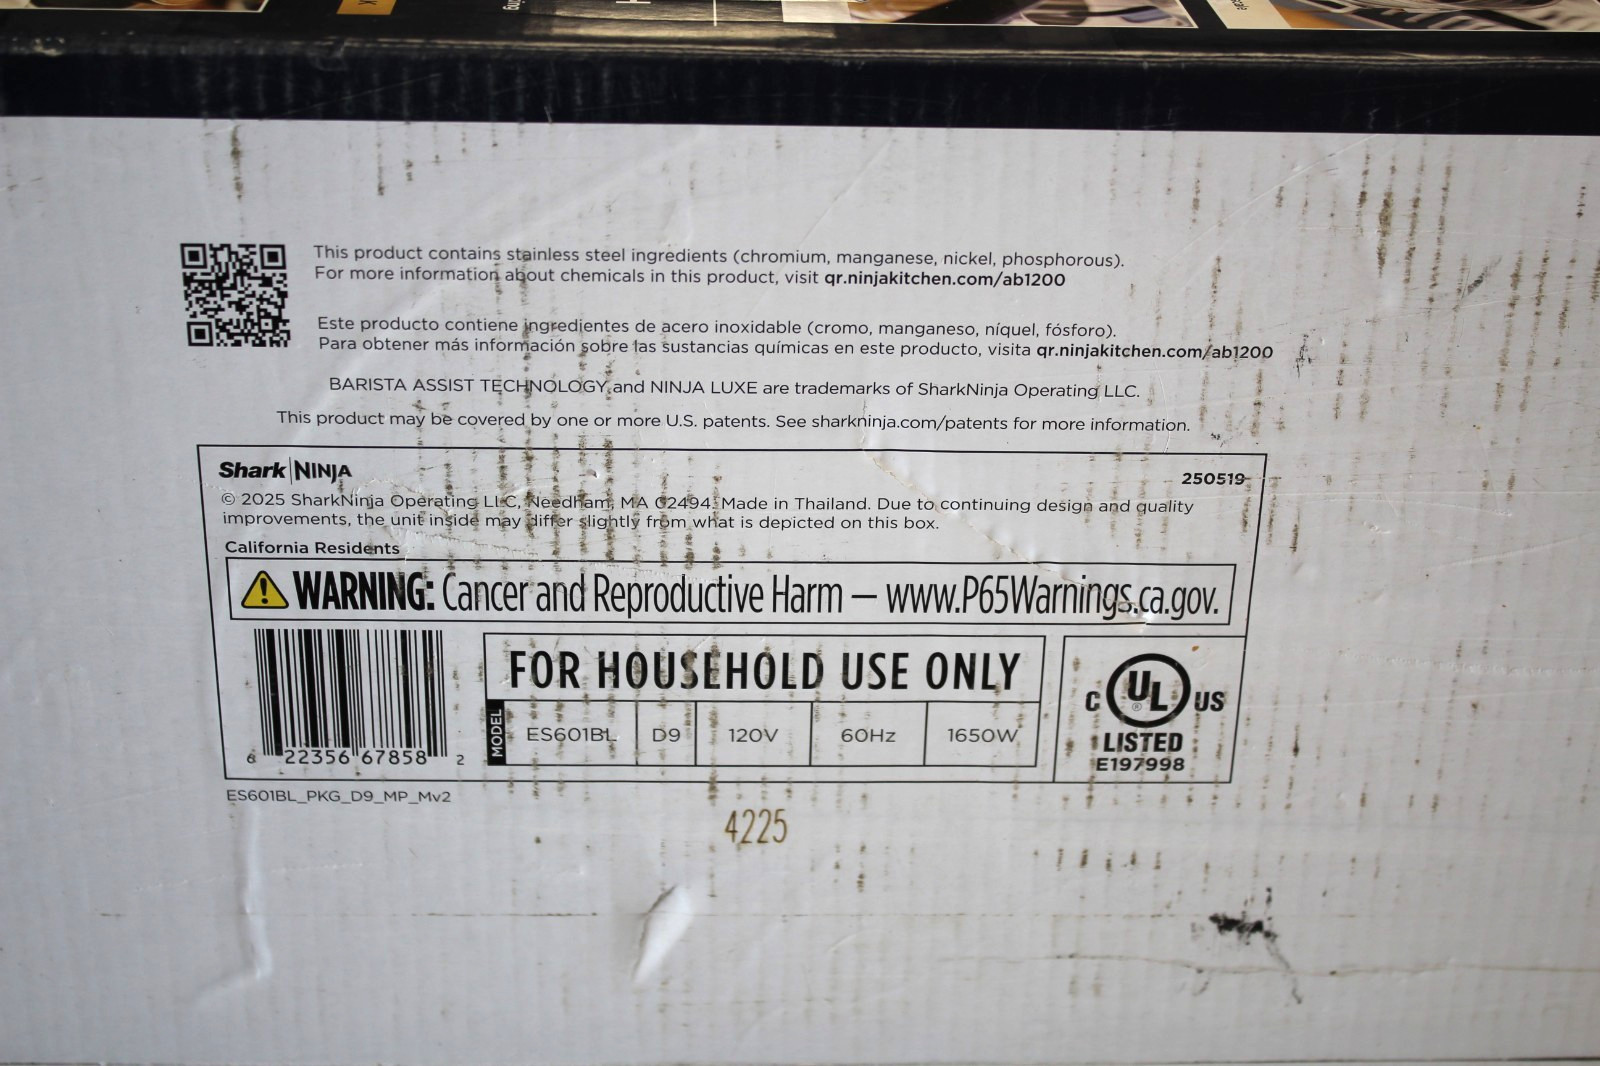 This product contains stainless steel ingredients (chromium, manganese, nickel, phosphorous).
For more information about chemicals in this product, visit qr.ninjakitchen.com/ab1200
Este producto contiene ingredientes de acero inoxidable (cromo, manganeso, níquel, fósforo).
Para obtener más información sobre las sustancias químicas en este producto, visita qr.ninjakitchen.com/ab1200
BARISTA ASSIST TECHNOLOGY and NINJA LUXE are trademarks of SharkNinja Operating LLC.
This product may be covered by one or more U.S. patents. See sharkninja.com/patents for more information.
Shark|NINJA
250519
© 2025 SharkNinja Operating LLC, Needham, MA 02494. Made in Thailand. Due to continuing design and quality
improvements, the unit inside may differ slightly from what is depicted on this box.
California Residents
WARNING: Cancer and Reproductive Harm — www.P65Warnings.ca.gov.
6 22356 67858 2
FOR HOUSEHOLD USE ONLY
MODEL ES601BL D9 120V 60Hz 1650W
C UL ® US
LISTED
E197998
ES601BL_PKG_D9_MP_Mv2
4225